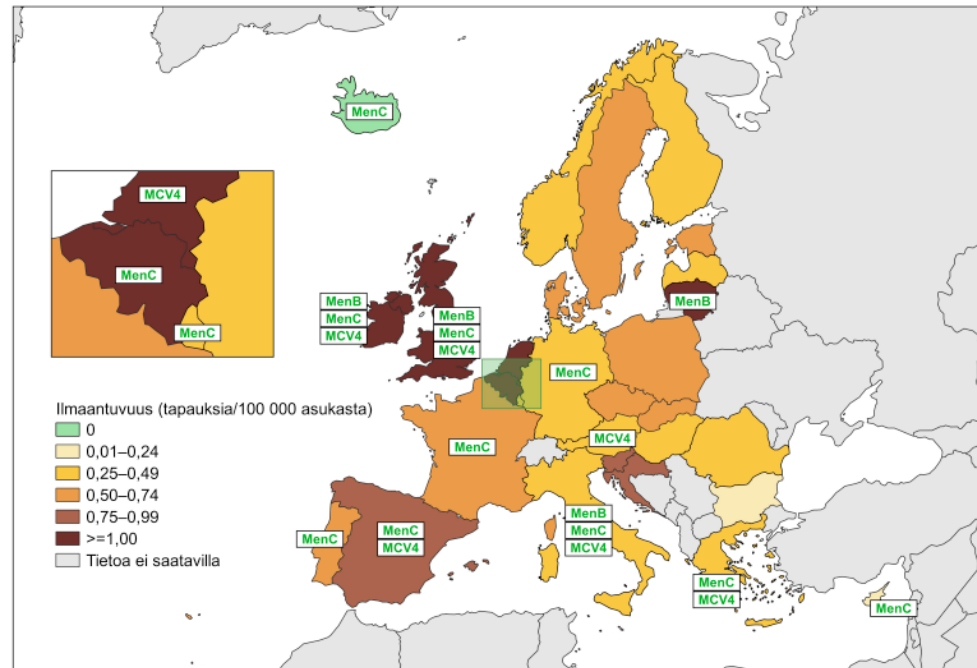 MenC
MCV4
MenC
MenC
MenB
MenC
MCV4
MenB
MenC
MCV4
MenB
MenC
MCV4
MenC
MenC
MenC
MCV4
MenB
MenC
MCV4
MenC
MCV4
MenC
Ilmaantuvuus (tapauksia/100 000 asukasta)
0
0,01–0,24
0,25–0,49
0,50–0,74
0,75–0,99
>=1,00
Tietoa ei saatavilla